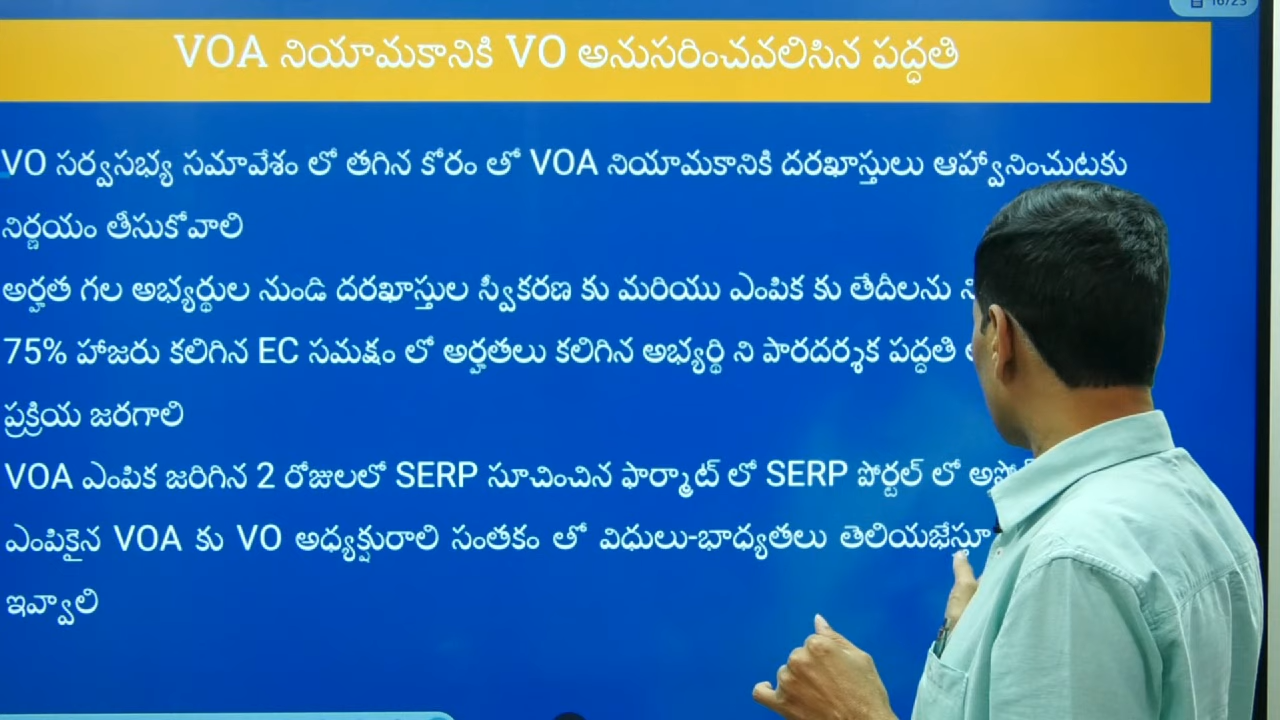 16/23
VOA నియామకానికి VO అనుసరించవలిసిన పద్ధతి
VO సర్వసభ్య సమావేశం లో తగిన కోరం తో VOA నియామకానికి దరఖాస్తులు ఆహ్వానించుటకు
నిర్ణయం తీసుకోవాలి
అర్హత గల అభ్యర్థుల నుండి దరఖాస్తుల స్వీకరణ కు మరియు ఎంపిక కు తేదీలను
75% హాజరు కలిగిన EC సమక్షం లో అర్హతలు కలిగిన అభ్యర్థి ని పారదర్శక పద్ధతి
ప్రక్రియ జరగాలి
VOA ఎంపిక జరిగిన 2 రోజులలో SERP సూచించిన ఫార్మాట్ లో SERP పోర్టల్ లో
ఎంపికైన VOA కు VO అధ్యక్షురాలి సంతకం తో విధులు-భాధ్యతలు తెలియజేస్తూ
ఇవ్వాలి